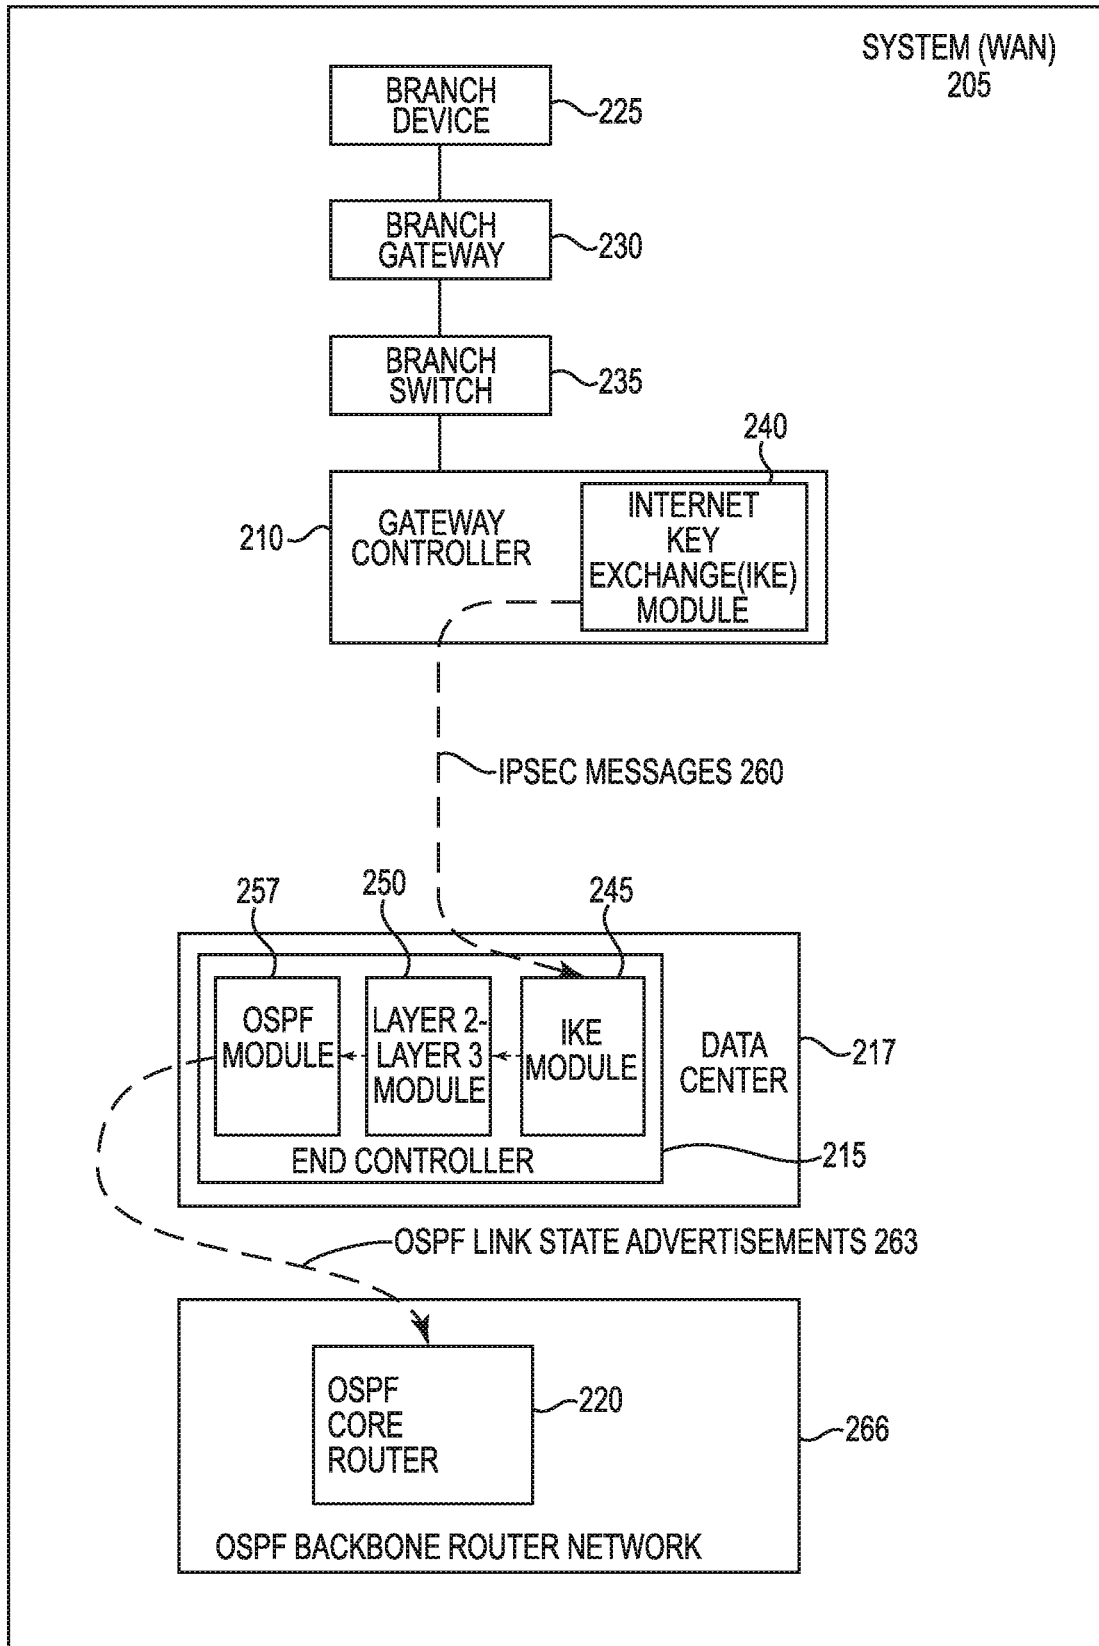 SYSTEM (WAN)
205
BRANCH
DEVICE
225
BRANCH
GATEWAY
230
BRANCH
SWITCH
235
240
210
GATEWAY
CONTROLLER
INTERNET
KEY
EXCHANGE(IKE)
MODULE
IPSEC MESSAGES 260
257
250
245
OSPF
MODULE
LAYER 2-
LAYER 3
MODULE
IKE
MODULE
DATA
CENTER
217
END CONTROLLER
215
OSPF LINK STATE ADVERTISEMENTS 263
OSPF
CORE
ROUTER
220
266
OSPF BACKBONE ROUTER NETWORK